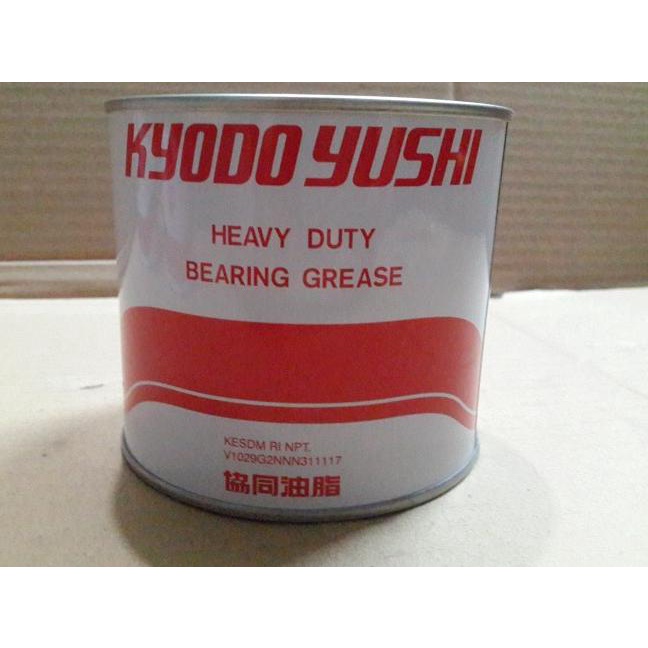 KYODO YUSHI
HEAVY DUTY
BEARING GREASE
KESDM RI NPT.
V1029G2NNN311117
協同油脂